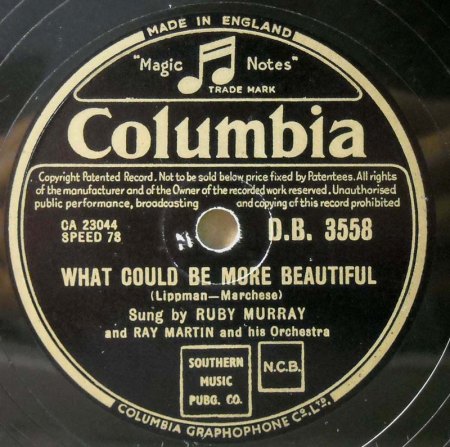 MADE IN ENGLAND
"Magic Notes"
TRADE MARK
Columbia
Copyright Patented Record. Not to be sold below price fixed by Patentees. All rights
of the manufacturer and of the Owner of the recorded work reserved. Unauthorised
public performance, broadcasting and copying of this record prohibited
CA 23044
SPEED 78
D.B. 3558
WHAT COULD BE MORE BEAUTIFUL
(Lippman—Marchese)
Sung by RUBY MURRAY
and RAY MARTIN and his Orchestra
SOUTHERN
MUSIC
PUBG. CO.
N.C.B.
COLUMBIA GRAPHOPHONE CO. LTD.